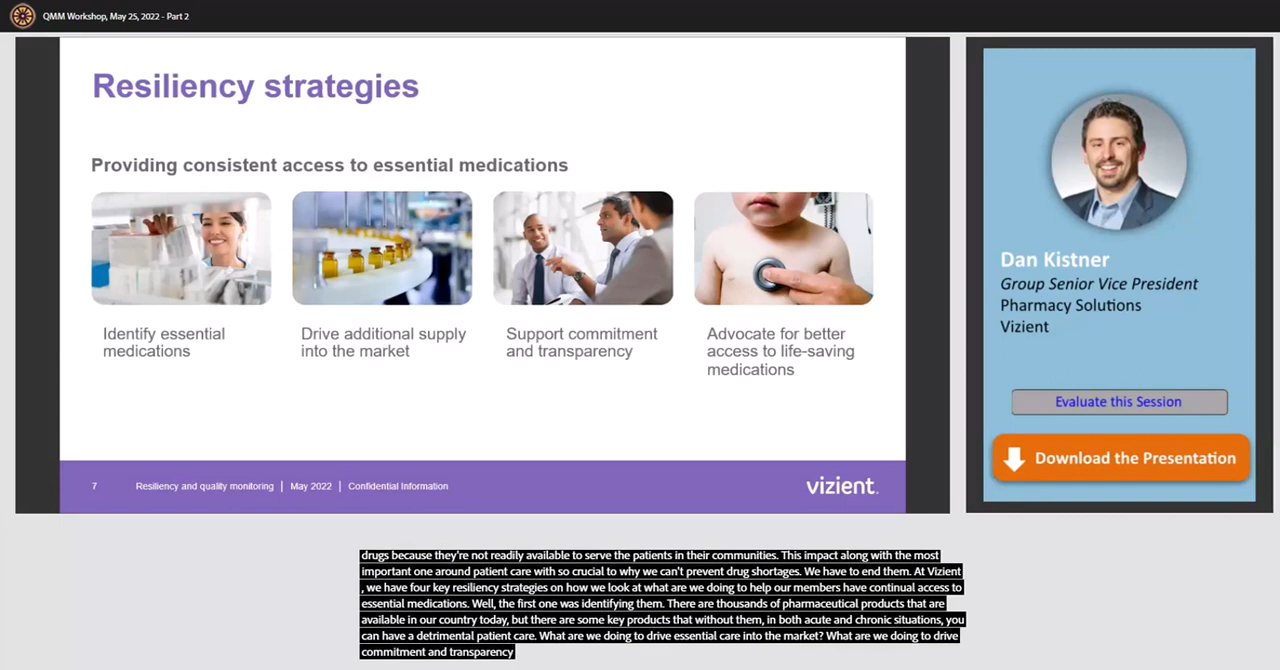 QMM Workshop, May 25, 2022 - Part 2
Resiliency strategies
Providing consistent access to essential medications
Identify essential
medications
Drive additional supply
into the market
Support commitment
and transparency
Advocate for better
access to life-saving
medications
7 Resiliency and quality monitoring | May 2022 | Confidential Information
vizient.
Dan Kistner
Group Senior Vice President
Pharmacy Solutions
Vizient
Evaluate this Session
Download the Presentation
drugs because they're not readily available to serve the patients in their communities. This impact along with the most
important one around patient care with so crucial to why we can't prevent drug shortages. We have to end them. At Vizient
, we have four key resiliency strategies on how we look at what are we doing to help our members have continual access to
essential medications. Well, the first one was identifying them. There are thousands of pharmaceutical products that are
available in our country today, but there are some key products that without them, in both acute and chronic situations, you
can have a detrimental patient care. What are we doing to drive essential care into the market? What are we doing to drive
commitment and transparency